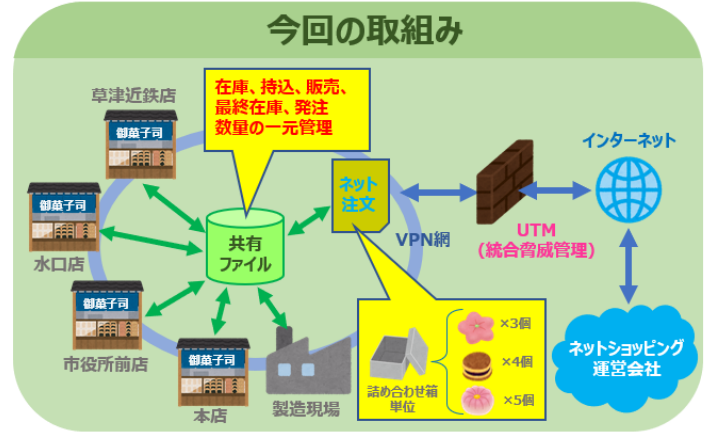 今回の取組み
在庫、持込、販売、
最終在庫、発注
数量の一元管理
草津近鉄店
御菓子司
御菓子司
水口店
御菓子司
市役所前店
御菓子司
本店
製造現場
共有
ファイル
ネット
注文
VPN網
UTM
(統合脅威管理)
インターネット
ネットショッピング
運営会社
詰め合わせ箱
単位
×3個
×4個
×5個